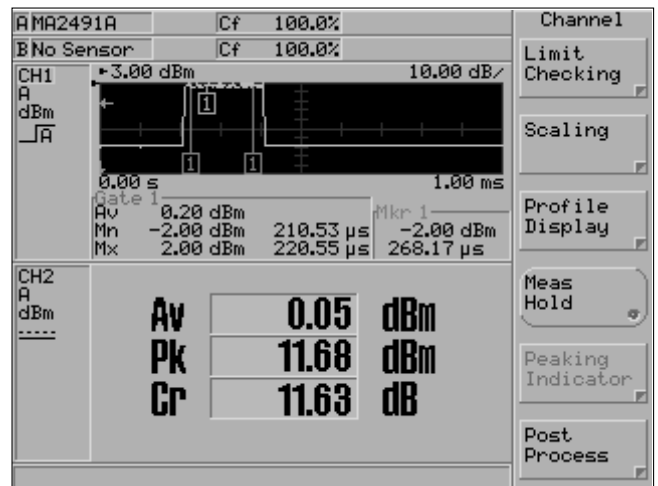 A MA2491A Cf 100.0%
B No Sensor Cf 100.0%
CH1
A
dBm
A
3.00 dBm 10.00 dB/
1
1 1
0.00 s 1.00 ms
Gate 1
Av 0.20 dBm
Mn -2.00 dBm 210.53 µs
Mx 2.00 dBm 220.55 µs
Mkr 1
-2.00 dBm
268.17 µs
CH2
A
dBm
Av 0.05 dBm
Pk 11.68 dBm
Cr 11.63 dB
Channel
Limit
Checking
Scaling
Profile
Display
Meas
Hold
Peaking
Indicator
Post
Process